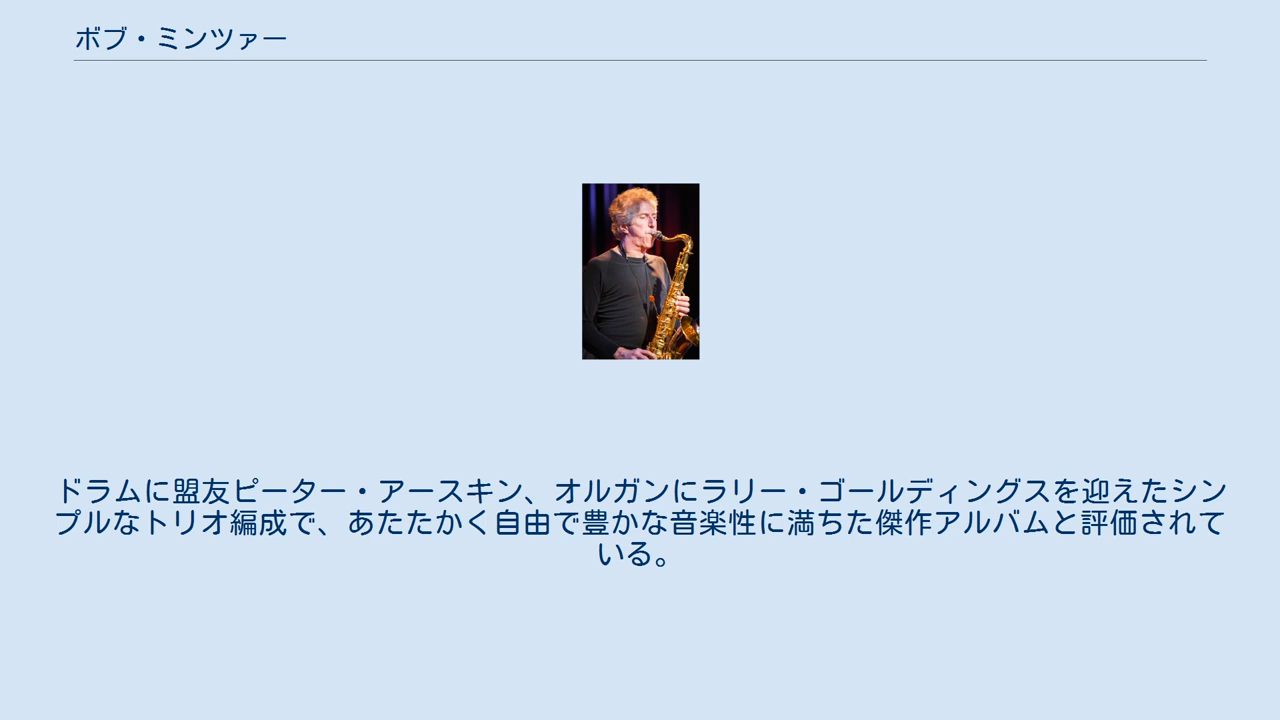 ボブ・ミンツァー
ドラムに盟友ピーター・アースキン、オルガンにラリー・ゴールディングスを迎えたシン
プルなトリオ編成で、あたたかく自由で豊かな音楽性に満ちた傑作アルバムと評価されて
いる。